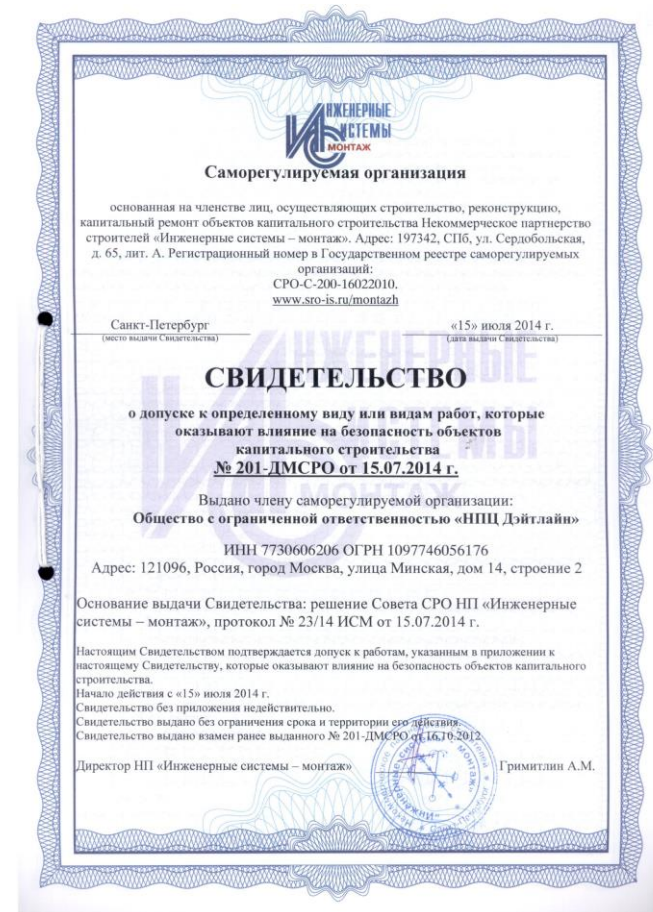 ИНЖЕНЕРНЫЕ
СИСТЕМЫ
МОНТАЖ
Саморегулируемая организация
основанная на членстве лиц, осуществляющих строительство, реконструкцию,
капитальный ремонт объектов капитального строительства Некоммерческое партнерство
строителей «Инженерные системы – монтаж». Адрес: 197342, СПб, ул. Сердобольская,
д. 65, лит. А. Регистрационный номер в Государственном реестре саморегулируемых
организаций:
СРО-С-200-16022010.
www.sro-is.ru/montazh
Санкт-Петербург «15» июля 2014 г.
(место выдачи Свидетельства) (дата выдачи Свидетельства)
СВИДЕТЕЛЬСТВО
о допуске к определенному виду или видам работ, которые
оказывают влияние на безопасность объектов
капитального строительства
№ 201-ДМСРО от 15.07.2014 г.
Выдано члену саморегулируемой организации:
Общество с ограниченной ответственностью «НПЦ Дэйтлайн»
ИНН 7730606206 ОГРН 1097746056176
Адрес: 121096, Россия, город Москва, улица Минская, дом 14, строение 2
Основание выдачи Свидетельства: решение Совета СРО НП «Инженерные
системы – монтаж», протокол № 23/14 ИСМ от 15.07.2014 г.
Настоящим Свидетельством подтверждается допуск к работам, указанным в приложении к
настоящему Свидетельству, которые оказывают влияние на безопасность объектов капитального
строительства.
Начало действия с «15» июля 2014 г.
Свидетельство без приложения недействительно.
Свидетельство выдано без ограничения срока и территории его действия.
Свидетельство выдано взамен ранее выданного № 201-ДМСРО от 16.10.2012
Директор НП «Инженерные системы – монтаж» Гримитлин А.М.